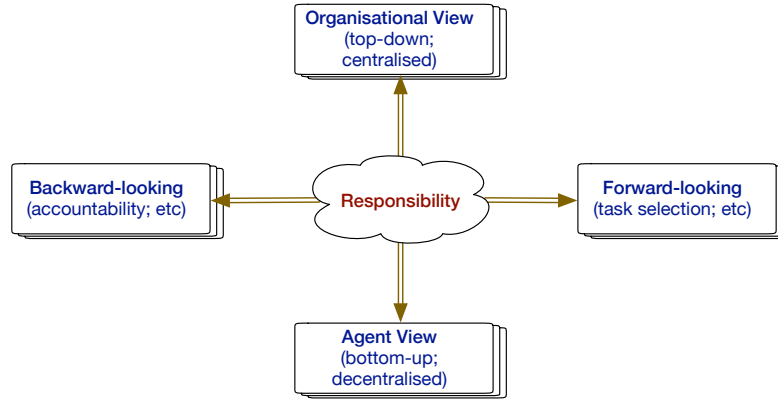 Organisational View
(top-down;
centralised)
Backward-looking
(accountability; etc)
Responsibility
Forward-looking
(task selection; etc)
Agent View
(bottom-up;
decentralised)